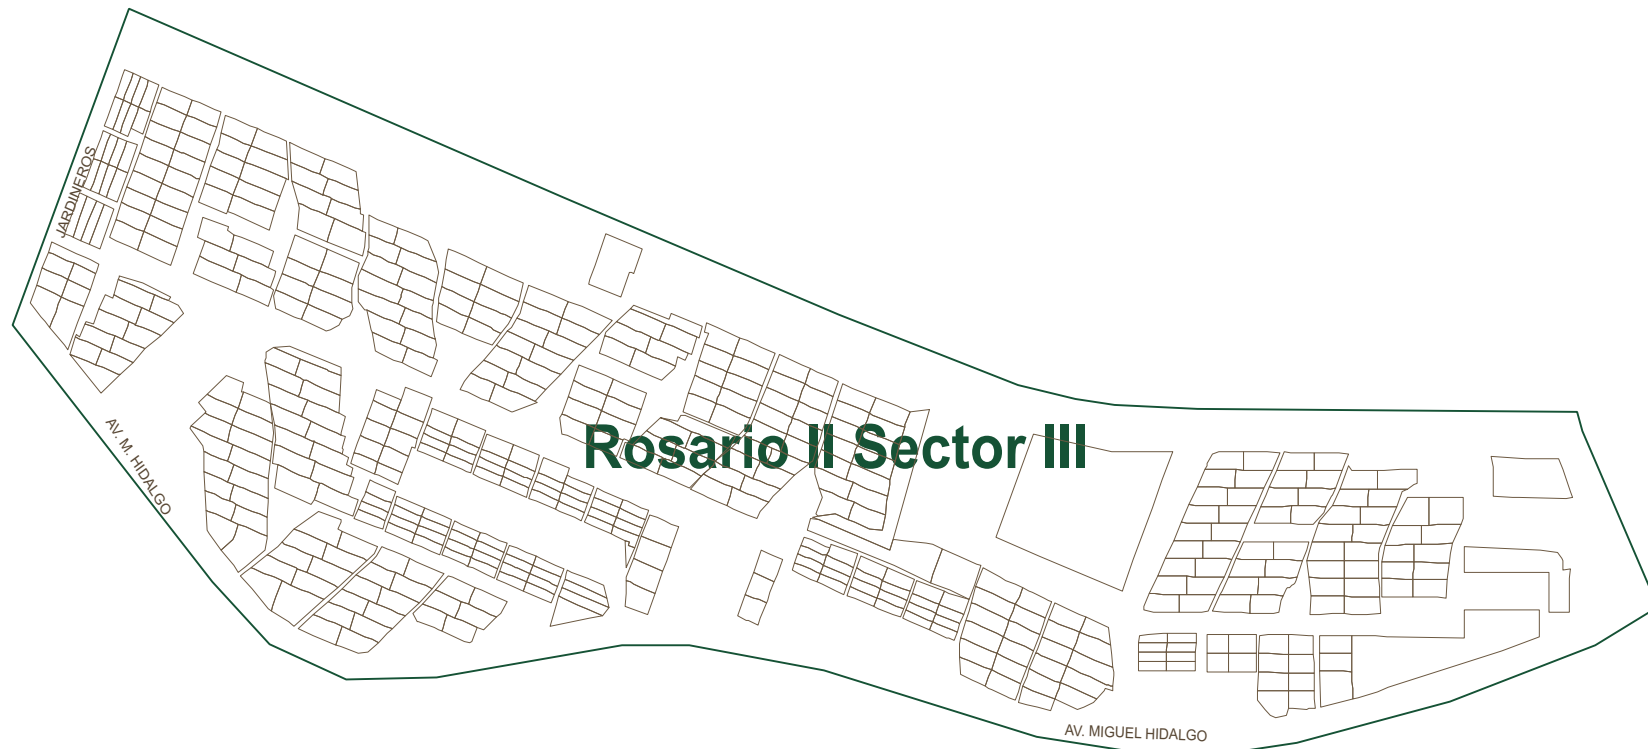 JARDINEROS
AV. M. HIDALGO
Rosario II Sector III
AV. MIGUEL HIDALGO